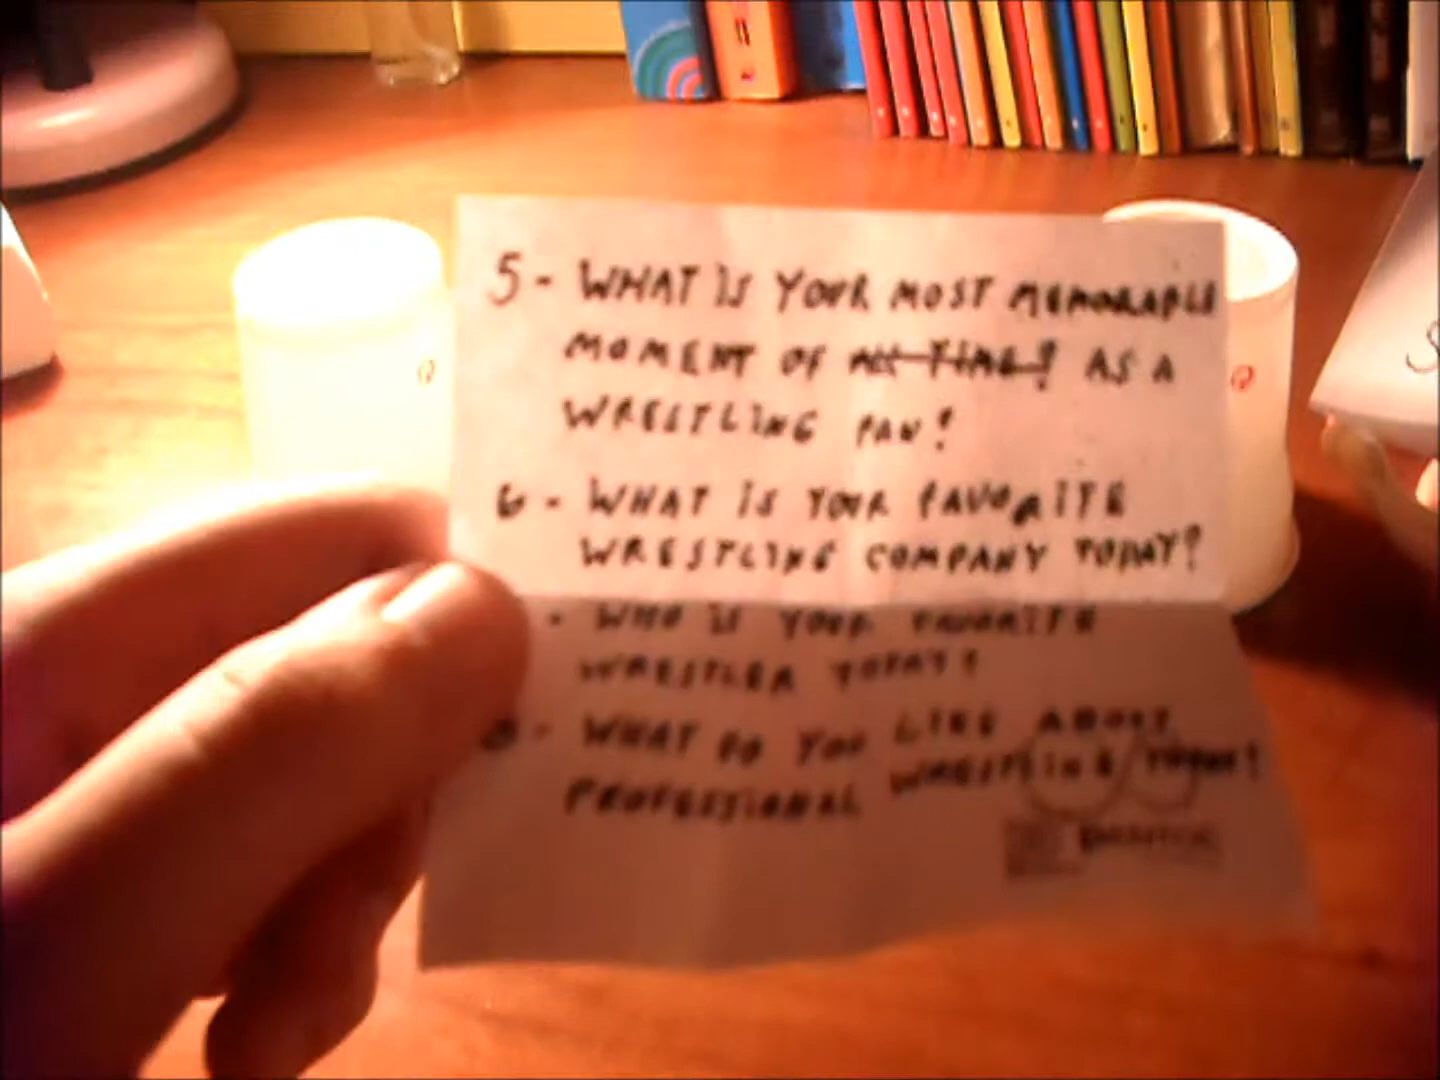 5 - WHAT IS YOUR MOST MEMORABLE
MOMENT OF ALL TIME? AS A
WRESTLING FAN?
6 - WHAT IS YOUR FAVORITE
WRESTLING COMPANY TODAY?
- WHO IS YOUR FAVORITE
WRESTLER TODAY?
8 - WHAT DO YOU LIKE ABOUT
PROFESSIONAL WRESTLING TODAY?